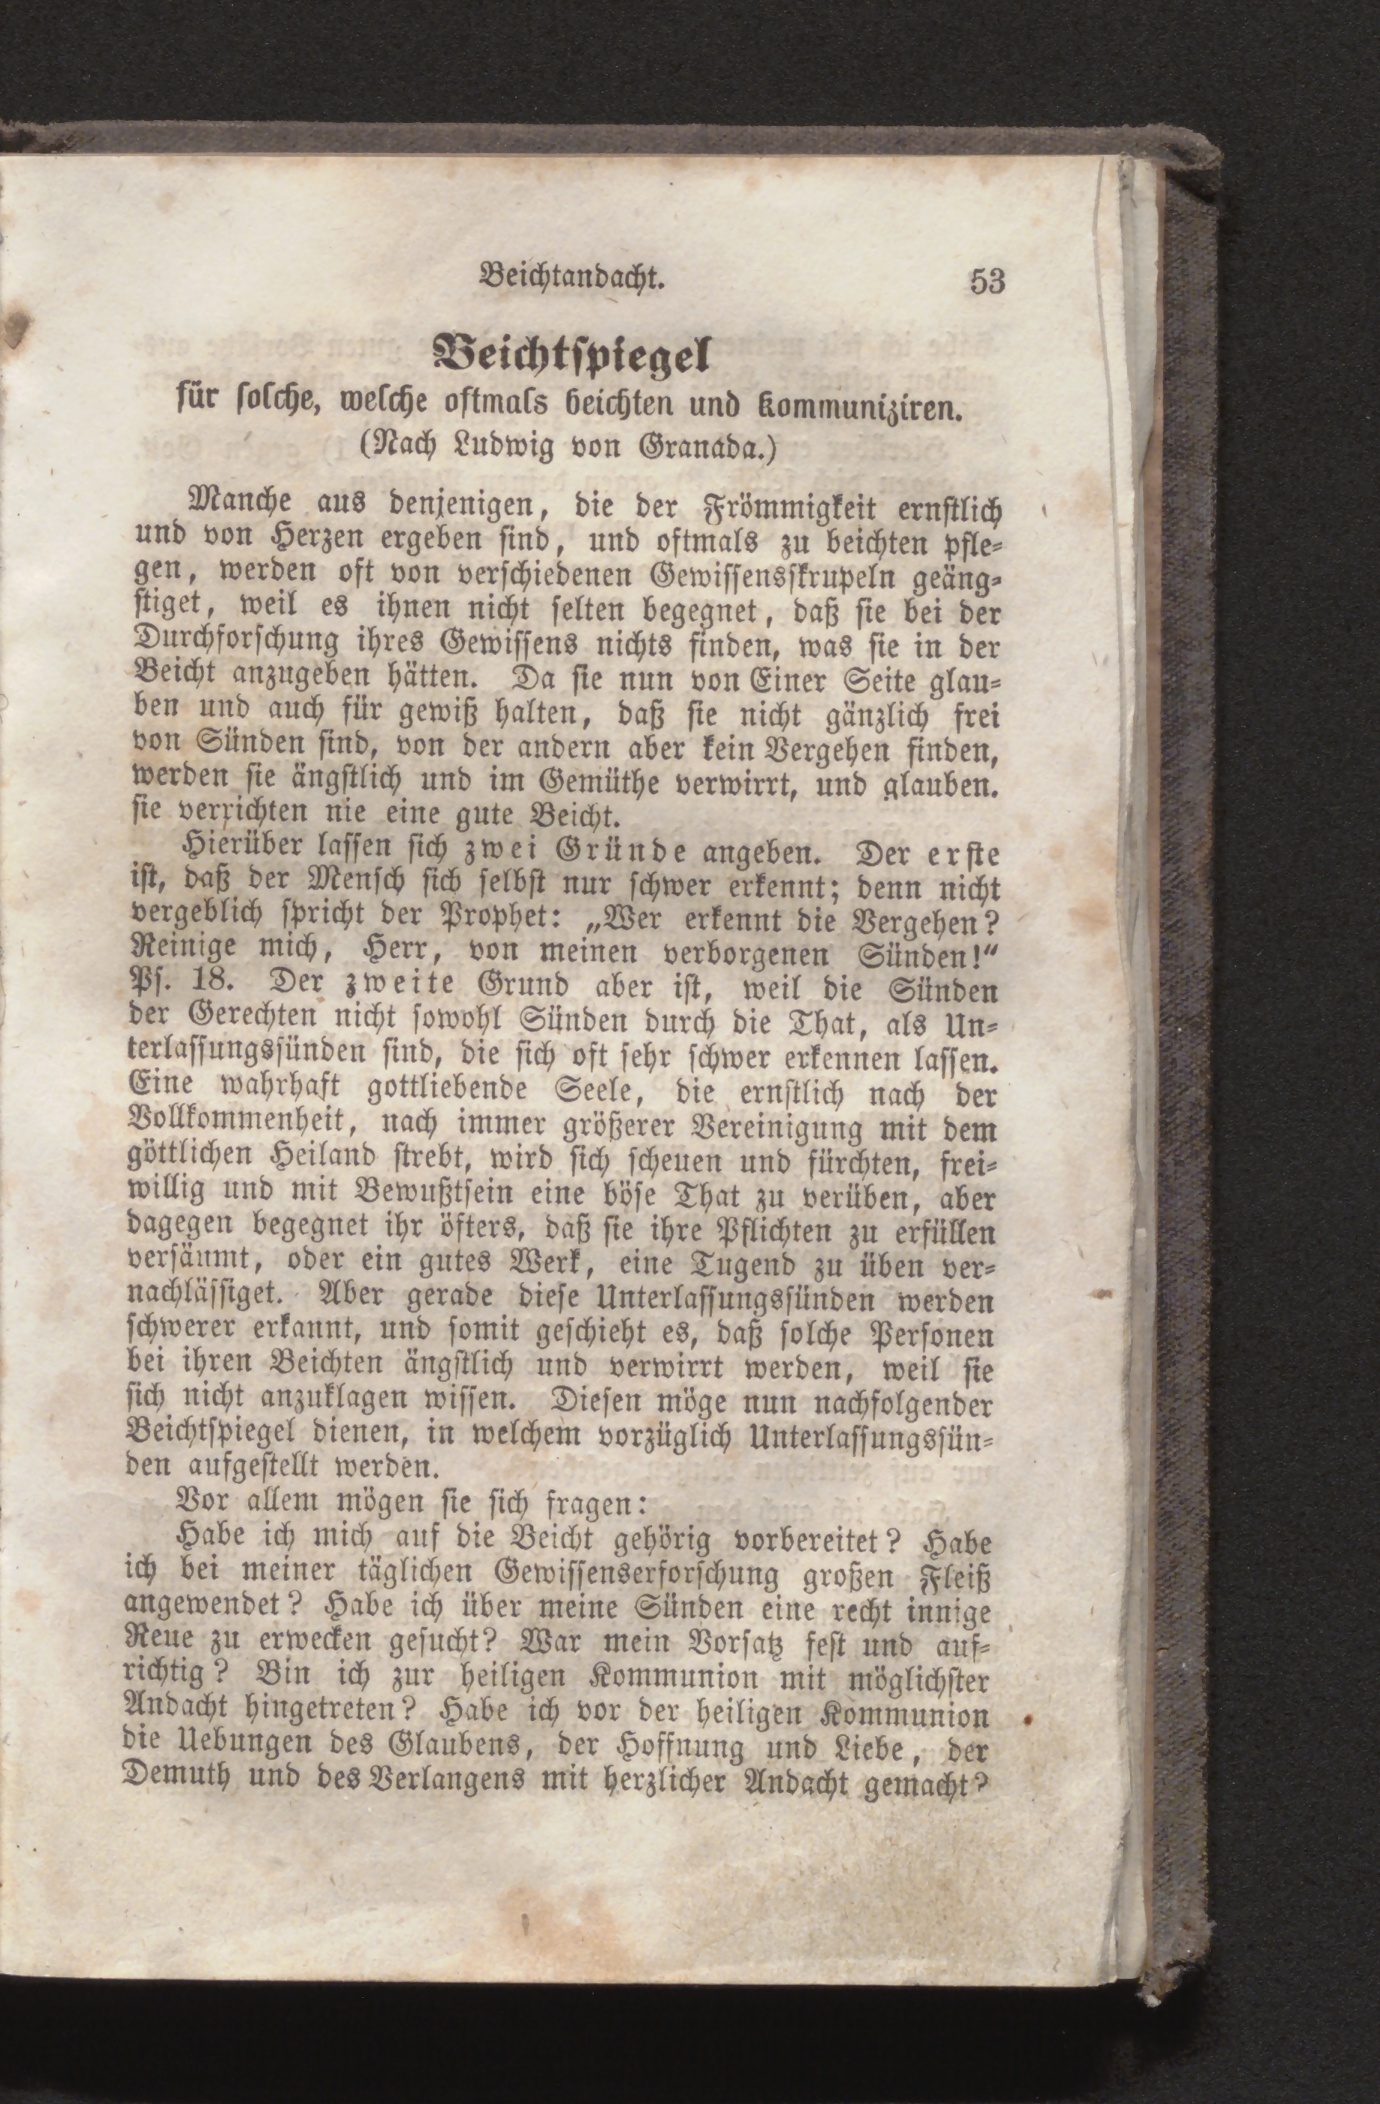 Beichtandacht. 53
Beichtspiegel
für solche, welche oftmals beichten und kommuniziren.
(Nach Ludwig von Granada.)
Manche aus denjenigen, die der Frömmigkeit ernstlich
und von Herzen ergeben sind, und oftmals zu beichten pfle-
gen, werden oft von verschiedenen Gewissensskrupeln geäng-
stiget, weil es ihnen nicht selten begegnet, daß sie bei der
Durchforschung ihres Gewissens nichts finden, was sie in der
Beicht anzugeben hätten. Da sie nun von Einer Seite glau-
ben und auch für gewiß halten, daß sie nicht gänzlich frei
von Sünden sind, von der andern aber kein Vergehen finden,
werden sie ängstlich und im Gemüthe verwirrt, und glauben.
sie verrichten nie eine gute Beicht.
Hierüber lassen sich zwei Gründe angeben. Der erste
ist, daß der Mensch sich selbst nur schwer erkennt; denn nicht
vergeblich spricht der Prophet: „Wer erkennt die Vergehen?
Reinige mich, Herr, von meinen verborgenen Sünden!“
Ps. 18. Der zweite Grund aber ist, weil die Sünden
der Gerechten nicht sowohl Sünden durch die That, als Un-
terlassungssünden sind, die sich oft sehr schwer erkennen lassen.
Eine wahrhaft gottliebende Seele, die ernstlich nach der
Vollkommenheit, nach immer größerer Vereinigung mit dem
göttlichen Heiland strebt, wird sich scheuen und fürchten, frei-
willig und mit Bewußtsein eine böse That zu verüben, aber
dagegen begegnet ihr öfters, daß sie ihre Pflichten zu erfüllen
versäumt, oder ein gutes Werk, eine Tugend zu üben ver-
nachlässiget. Aber gerade diese Unterlassungssünden werden
schwerer erkannt, und somit geschieht es, daß solche Personen
bei ihren Beichten ängstlich und verwirrt werden, weil sie
sich nicht anzuklagen wissen. Diesen möge nun nachfolgender
Beichtspiegel dienen, in welchem vorzüglich Unterlassungssün-
den aufgestellt werden.
Vor allem mögen sie sich fragen:
Habe ich mich auf die Beicht gehörig vorbereitet? Habe
ich bei meiner täglichen Gewissenserforschung großen Fleiß
angewendet? Habe ich über meine Sünden eine recht innige
Reue zu erwecken gesucht? War mein Vorsatz fest und auf-
richtig? Bin ich zur heiligen Kommunion mit möglichster
Andacht hingetreten? Habe ich vor der heiligen Kommunion
die Uebungen des Glaubens, der Hoffnung und Liebe, der
Demuth und des Verlangens mit herzlicher Andacht gemacht?